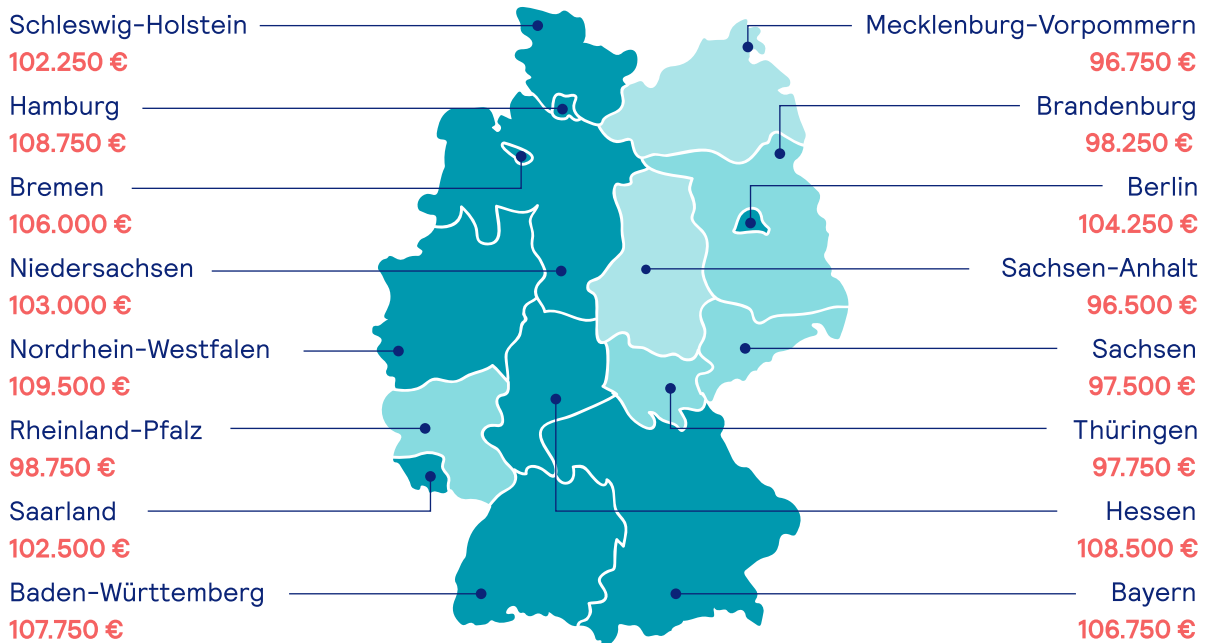 Schleswig-Holstein
102.250 €
Hamburg
108.750 €
Bremen
106.000 €
Niedersachsen
103.000 €
Nordrhein-Westfalen
109.500 €
Rheinland-Pfalz
98.750 €
Saarland
102.500 €
Baden-Württemberg
107.750 €
Mecklenburg-Vorpommern
96.750 €
Brandenburg
98.250 €
Berlin
104.250 €
Sachsen-Anhalt
96.500 €
Sachsen
97.500 €
Thüringen
97.750 €
Hessen
108.500 €
Bayern
106.750 €